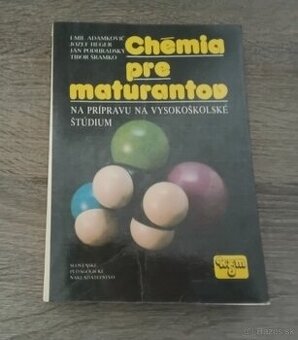 EMIL ADAMKOVIČ
JOZEF HEGER
JÁN PODHRADSKÝ
TIBOR ŠRAMKO
Chémia
pre
maturantov
NA PRÍPRAVU NA VYSOKOŠKOLSKÉ
ŠTÚDIUM
SLOVENSKÉ
PEDAGOGICKÉ
NAKLADATEĽSTVO